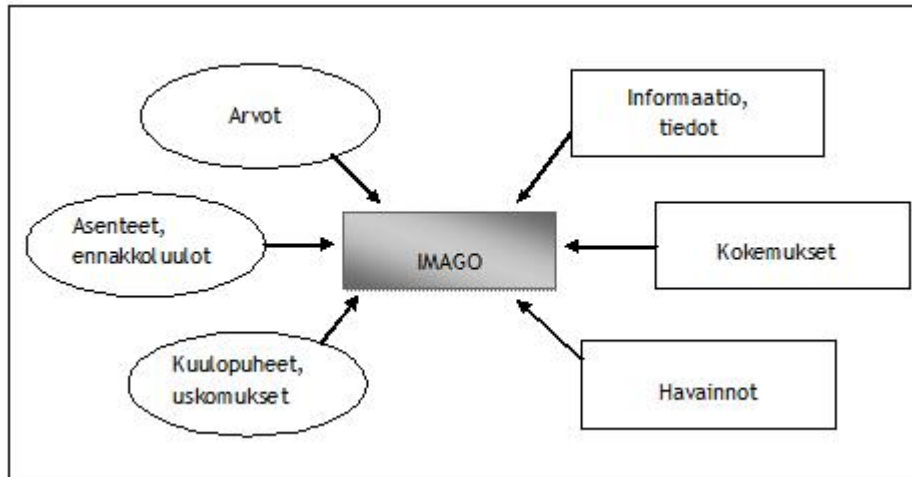 Arvot
Informaatio,
tiedot
Asenteet,
ennakkoluulot
IMAGO
Kokemukset
Kuulopuheet,
uskomukset
Havainnot